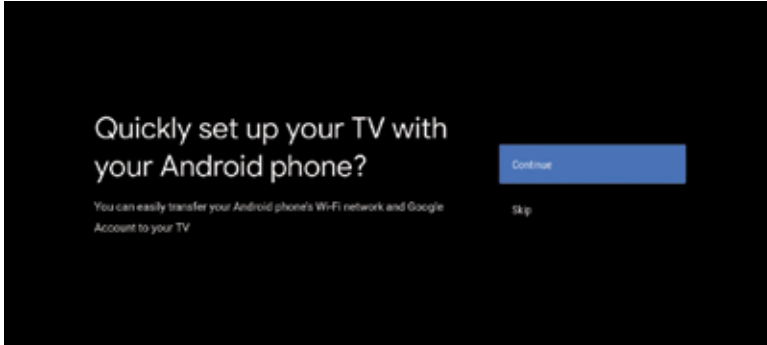 Quickly set up your TV with
your Android phone?
You can easily transfer your Android phone's Wi-Fi network and Google
Account to your TV
Continue
Skip